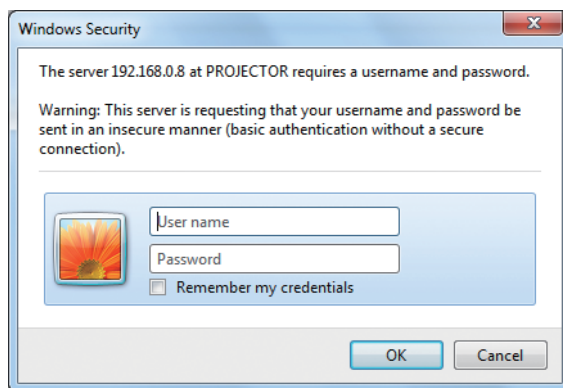 Windows Security
The server 192.168.0.8 at PROJECTOR requires a username and password.
Warning: This server is requesting that your username and password be
sent in an insecure manner (basic authentication without a secure
connection).
User name
Password
Remember my credentials
OK
Cancel